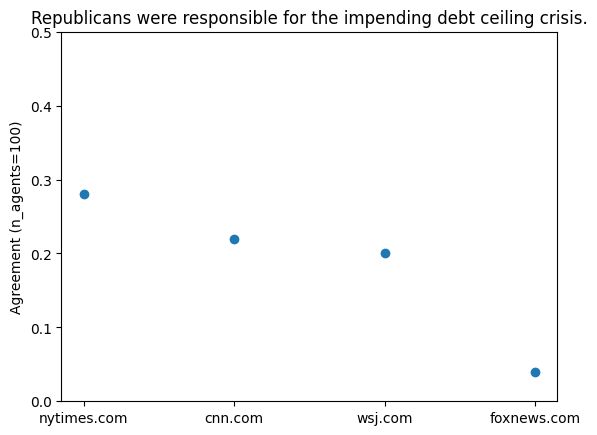 Republicans were responsible for the impending debt ceiling crisis.
0.5
0.4
0.3
0.2
0.1
0.0
Agreement (n_agents=100)
nytimes.com cnn.com wsj.com foxnews.com